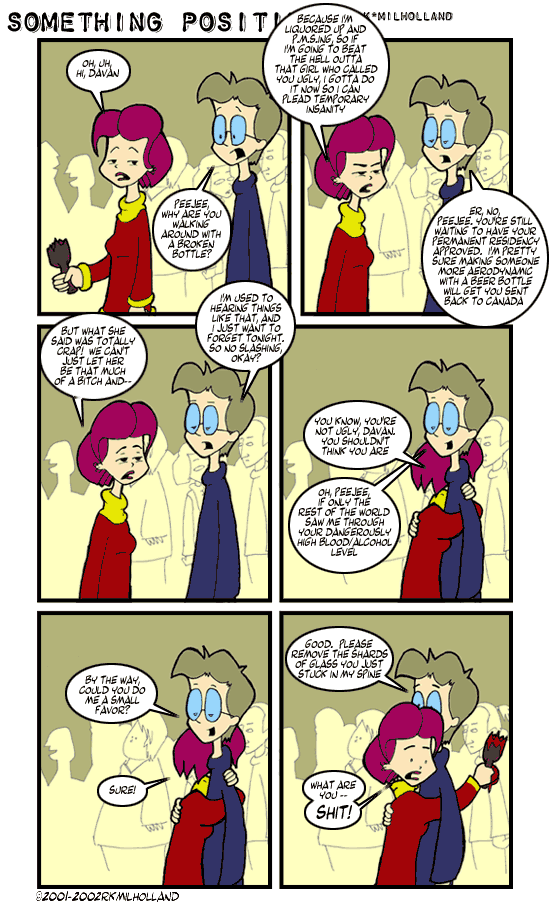 SOMETHING POSITI
K*MILHOLLAND
OH, UH,
HI, DAVAN
PEEJEE,
WHY ARE YOU
WALKING
AROUND WITH
A BROKEN
BOTTLE?
BECAUSE I'M
LIQUORED UP AND
P.M.S.ING, SO IF
I'M GOING TO BEAT
THE HELL OUTTA
THAT GIRL WHO CALLED
YOU UGLY, I GOTTA DO
IT NOW SO I CAN
PLEAD TEMPORARY
INSANITY
ER, NO,
PEEJEE. YOU'RE STILL
WAITING TO HAVE YOUR
PERMANENT RESIDENCY
APPROVED. I'M PRETTY
SURE MAKING SOMEONE
MORE AERODYNAMIC
WITH A BEER BOTTLE
WILL GET YOU SENT
BACK TO CANADA
BUT WHAT SHE
SAID WAS TOTALLY
CRAP! WE CAN'T
JUST LET HER
BE THAT MUCH
OF A BITCH AND--
I'M USED TO
HEARING THINGS
LIKE THAT, AND
I JUST WANT TO
FORGET TONIGHT.
SO NO SLASHING,
OKAY?
YOU KNOW, YOU'RE
NOT UGLY, DAVAN.
YOU SHOULDN'T
THINK YOU ARE
OH, PEEJEE,
IF ONLY THE
REST OF THE WORLD
SAW ME THROUGH
YOUR DANGEROUSLY
HIGH BLOOD/ALCOHOL
LEVEL
BY THE WAY,
COULD YOU DO
ME A SMALL
FAVOR?
SURE!
GOOD. PLEASE
REMOVE THE SHARDS
OF GLASS YOU JUST
STUCK IN MY SPINE
WHAT ARE
YOU --
SHIT!
©2001-2002RKMILHOLLAND